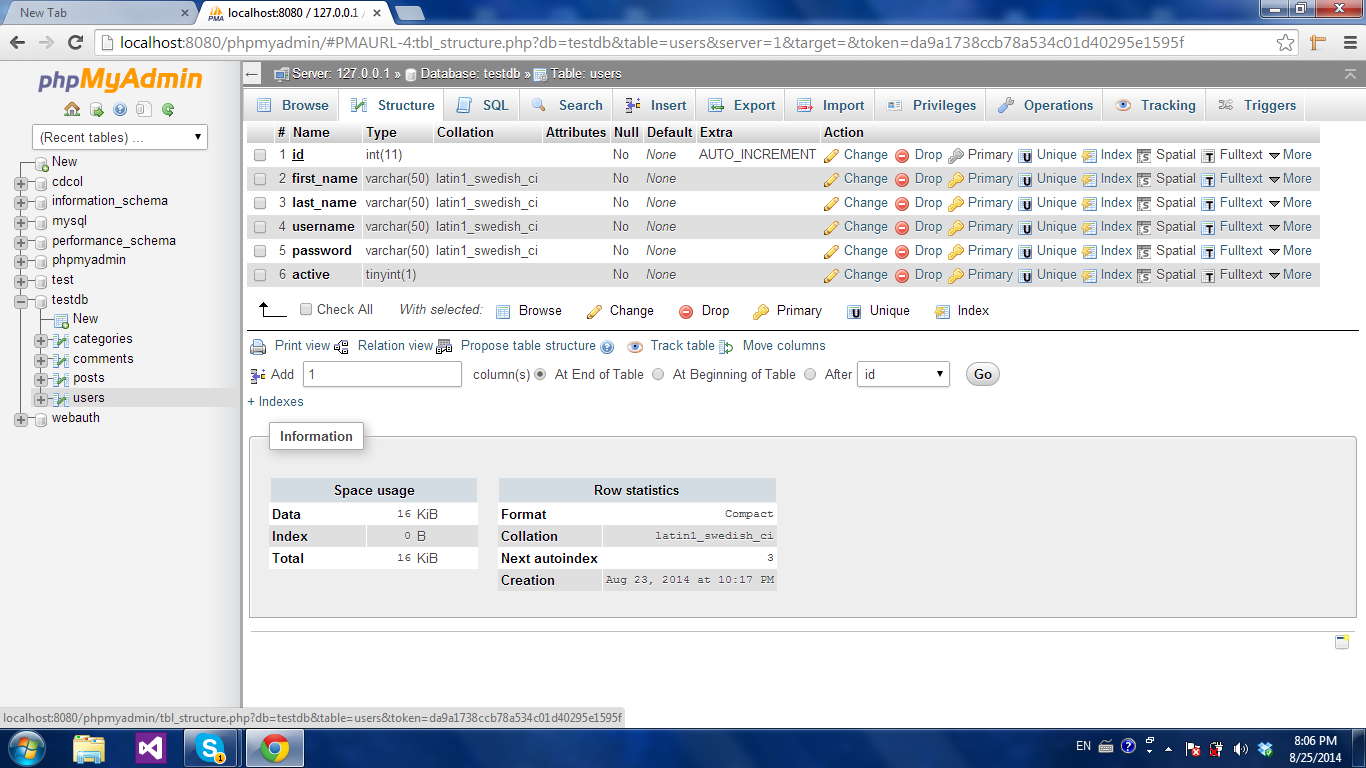 New Tab
localhost:8080 / 127.0.0.1 /
localhost:8080/phpmyadmin/#PMAURL-4:tbl_structure.php?db=testdb&table=users&server=1&target=&token=da9a1738ccb78a534c01d40295e1595f
phpMyAdmin
(Recent tables) ...
New
cdcol
information_schema
mysql
performance_schema
phpmyadmin
test
testdb
New
categories
comments
posts
users
webauth
Server: 127.0.0.1 » Database: testdb » Table: users
Browse Structure SQL Search Insert Export Import Privileges Operations Tracking Triggers
# Name Type Collation Attributes Null Default Extra Action
1 id int(11) No None AUTO_INCREMENT Change Drop Primary Unique Index Spatial Fulltext More
2 first_name varchar(50) latin1_swedish_ci No None Change Drop Primary Unique Index Spatial Fulltext More
3 last_name varchar(50) latin1_swedish_ci No None Change Drop Primary Unique Index Spatial Fulltext More
4 username varchar(50) latin1_swedish_ci No None Change Drop Primary Unique Index Spatial Fulltext More
5 password varchar(50) latin1_swedish_ci No None Change Drop Primary Unique Index Spatial Fulltext More
6 active tinyint(1) No None Change Drop Primary Unique Index Spatial Fulltext More
Check All With selected: Browse Change Drop Primary Unique Index
Print view Relation view Propose table structure Track table Move columns
Add 1 column(s) At End of Table At Beginning of Table After id Go
+ Indexes
Information
Space usage
Data 16 KiB
Index 0 B
Total 16 KiB
Row statistics
Format Compact
Collation latin1_swedish_ci
Next autoindex 3
Creation Aug 23, 2014 at 10:17 PM
localhost:8080/phpmyadmin/tbl_structure.php?db=testdb&table=users&token=da9a1738ccb78a534c01d40295e1595f
EN
8:06 PM
8/25/2014